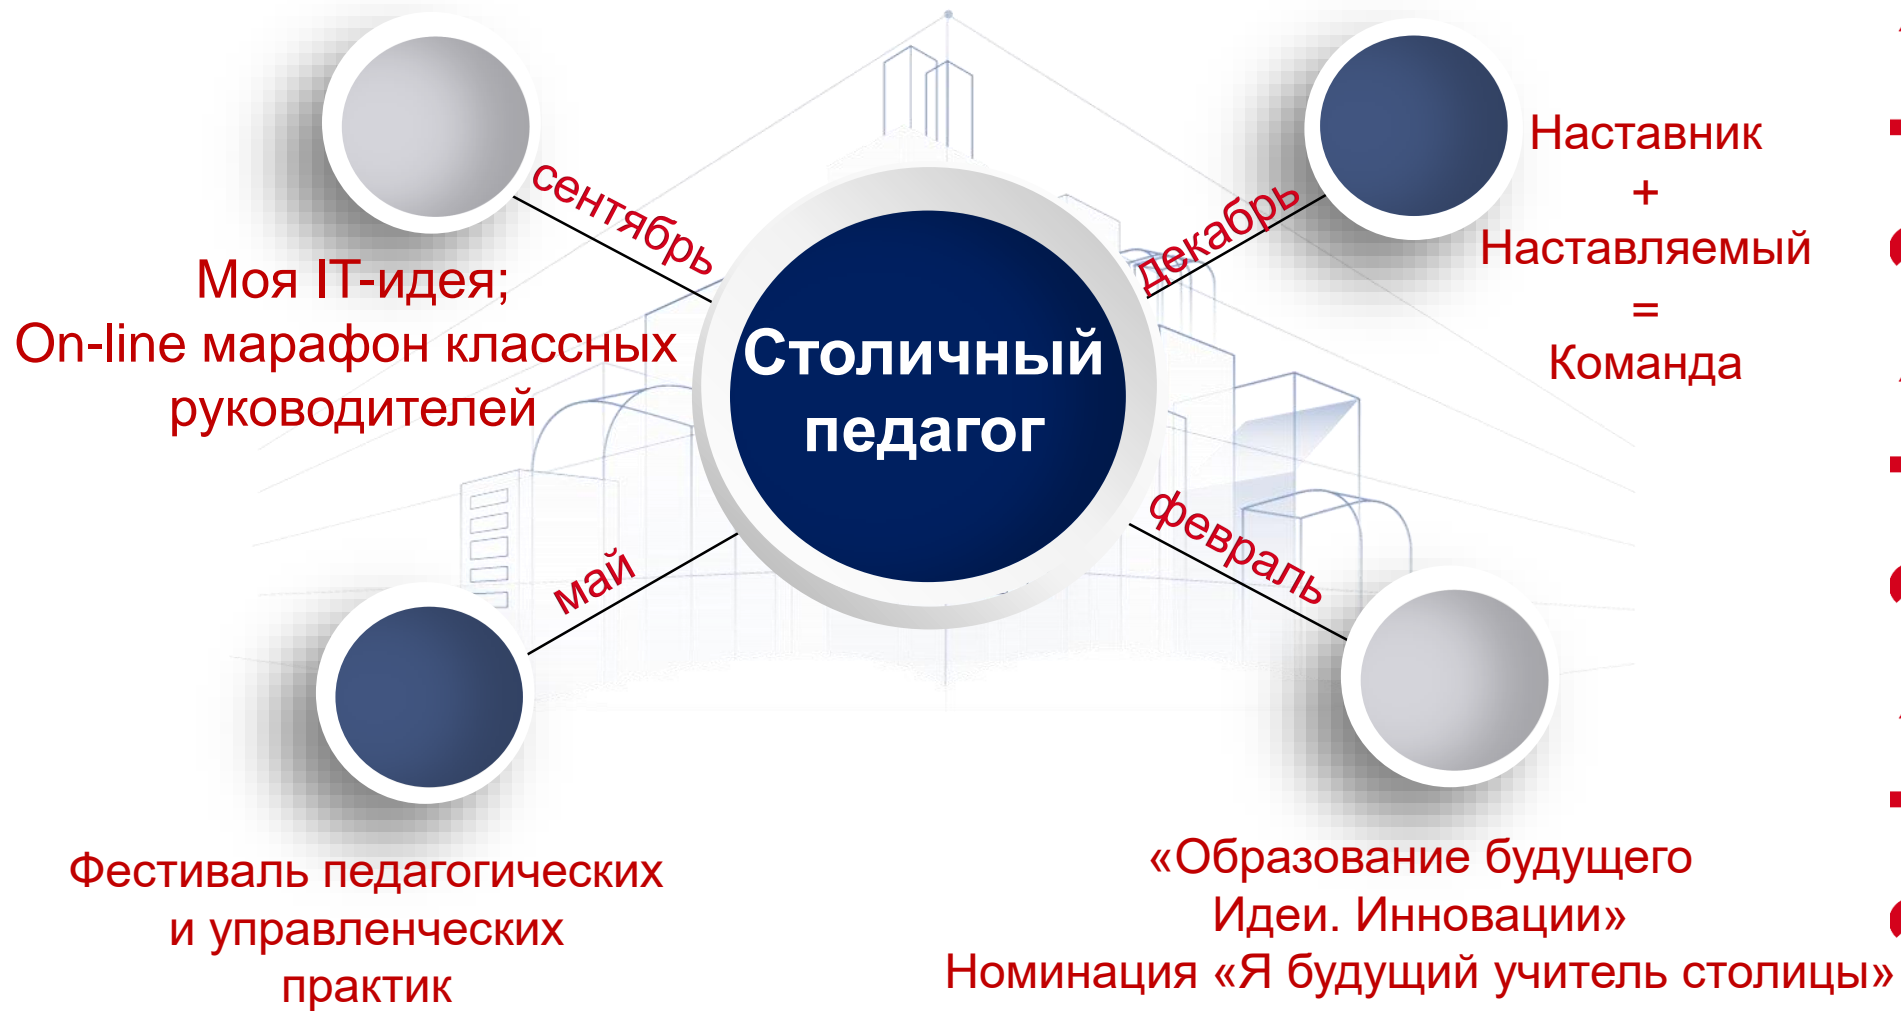 сентябрь
Моя IT-идея;
On-line марафон классных
руководителей
декабрь
Наставник
+
Наставляемый
=
Команда
Столичный
педагог
май
Фестиваль педагогических
и управленческих
практик
февраль
«Образование будущего
Идеи. Инновации»
Номинация «Я будущий учитель столицы»